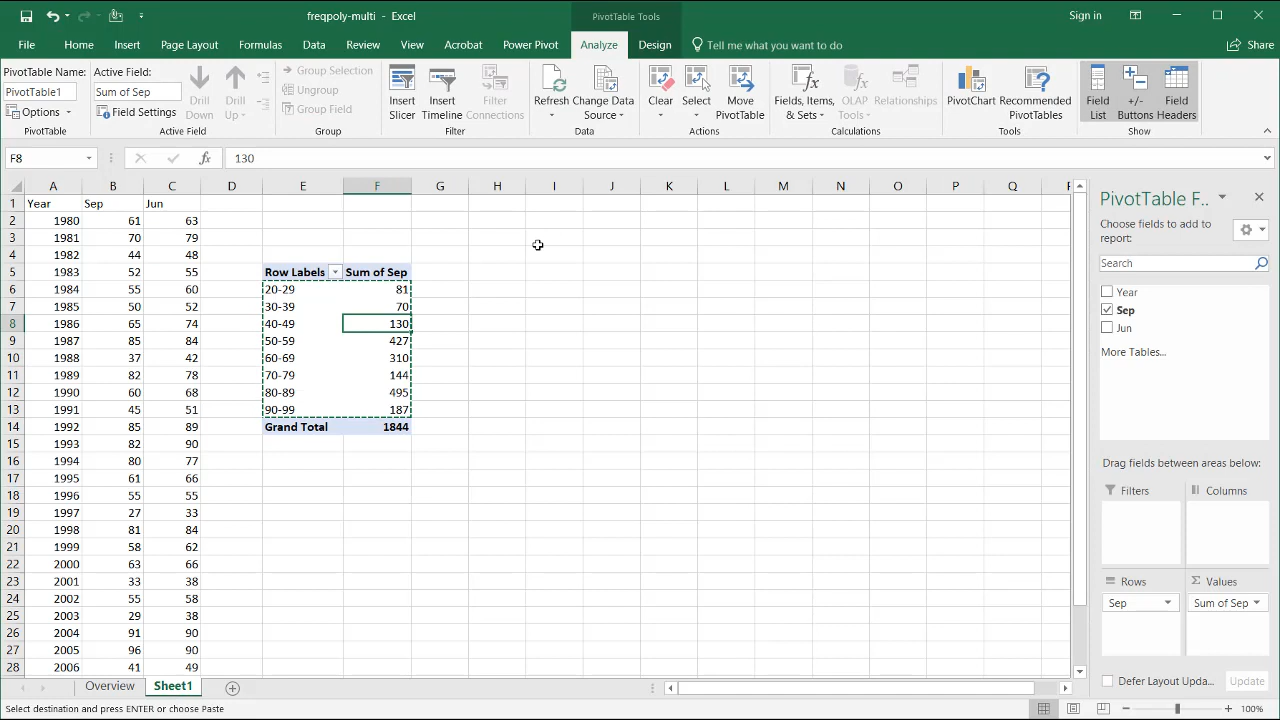 freqpoly-multi - Excel
PivotTable Tools
Sign in
File Home Insert Page Layout Formulas Data Review View Acrobat Power Pivot Analyze Design Tell me what you want to do Share
PivotTable Name:
PivotTable1
Options
PivotTable
Active Field:
Sum of Sep
Field Settings
Drill Down
Drill Up
Active Field
Group Selection
Ungroup
Group Field
Group
Insert Slicer
Insert Timeline
Filter Connections
Filter
Refresh
Change Data Source
Data
Clear
Select
Move PivotTable
Actions
Fields, Items, & Sets
OLAP Tools
Relationships
Calculations
PivotChart
Recommended PivotTables
Tools
Field List
+/- Buttons
Field Headers
Show
F8 fx 130
A B C D E F G H I J K L M N O P Q
1 Year Sep Jun
2 1980 61 63
3 1981 70 79
4 1982 44 48
5 1983 52 55 Row Labels Sum of Sep
6 1984 55 60 20-29 81
7 1985 50 52 30-39 70
8 1986 65 74 40-49 130
9 1987 85 84 50-59 427
10 1988 37 42 60-69 310
11 1989 82 78 70-79 144
12 1990 60 68 80-89 495
13 1991 45 51 90-99 187
14 1992 85 89 Grand Total 1844
15 1993 82 90
16 1994 80 77
17 1995 61 66
18 1996 55 55
19 1997 27 33
20 1998 81 84
21 1999 58 62
22 2000 63 66
23 2001 33 38
24 2002 55 58
25 2003 29 38
26 2004 91 90
27 2005 96 90
28 2006 41 49
PivotTable F...
Choose fields to add to
report:
Search
Year
Sep
Jun
More Tables...
Drag fields between areas below:
Filters Columns
Rows Σ Values
Sep Sum of Sep
Defer Layout Upda... Update
Overview Sheet1
Select destination and press ENTER or choose Paste
100%